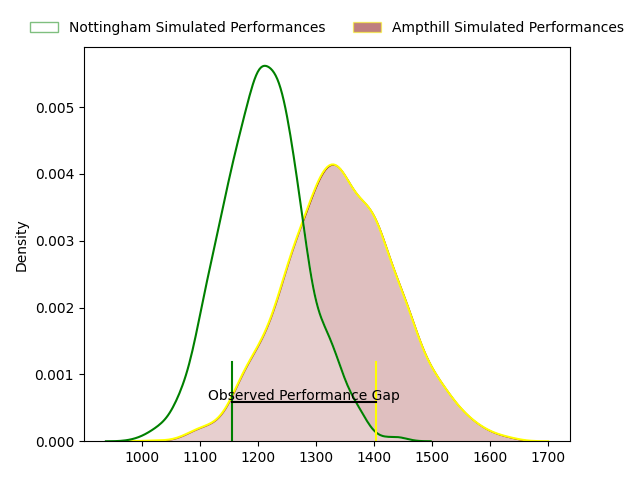 Nottingham Simulated Performances
Ampthill Simulated Performances
Density
0.005
0.004
0.003
0.002
0.001
0.000
Observed Performance Gap
1000 1100 1200 1300 1400 1500 1600 1700